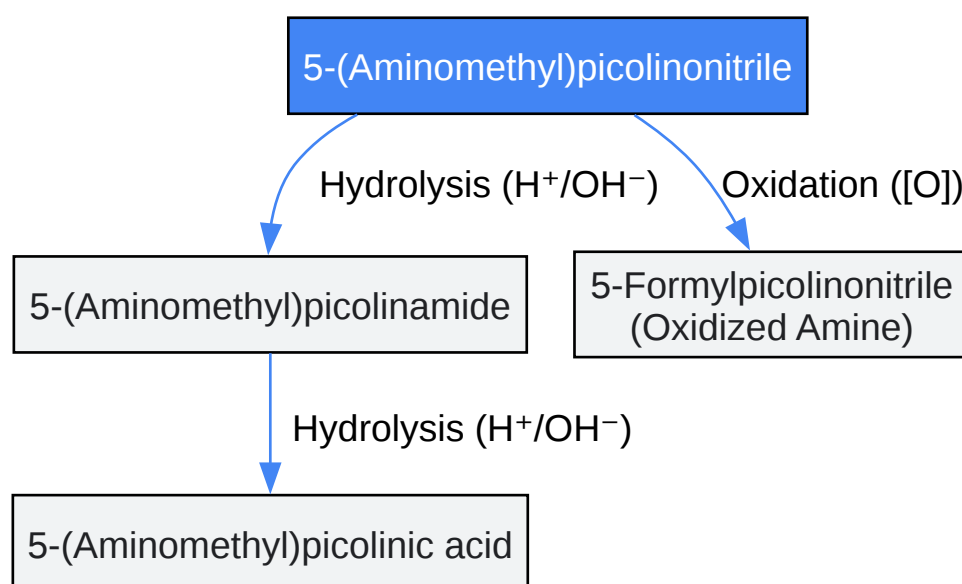 5-(Aminomethyl)picolinonitrile
Hydrolysis (H⁺/OH⁻)
Oxidation ([O])
5-(Aminomethyl)picolinamide
5-Formylpicolinonitrile
(Oxidized Amine)
Hydrolysis (H⁺/OH⁻)
5-(Aminomethyl)picolinic acid